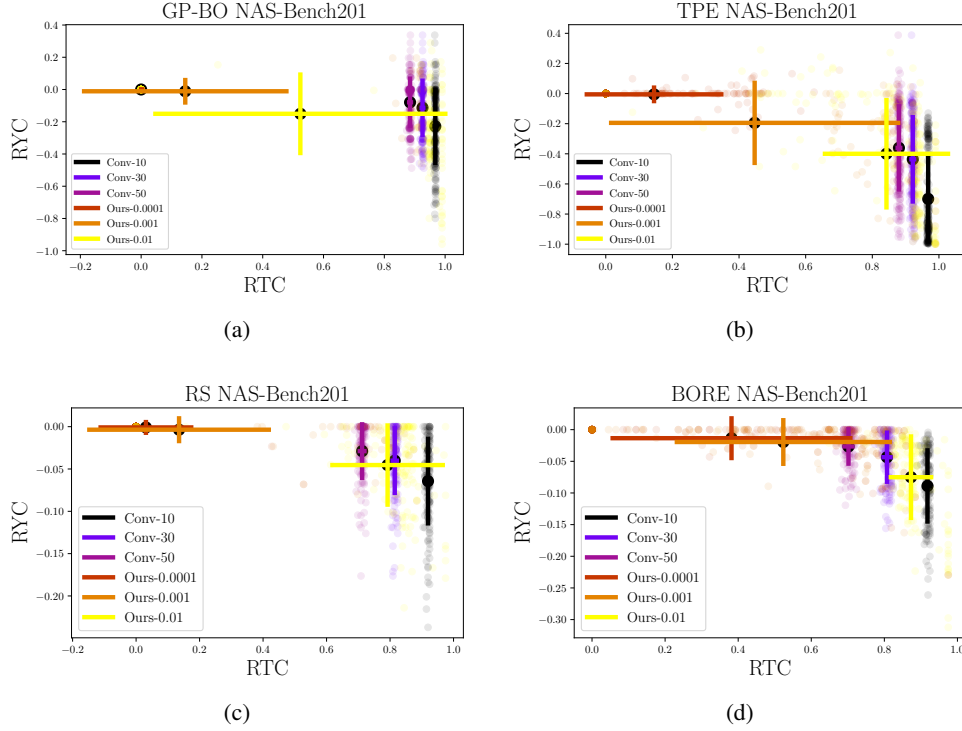 GP-BO NAS-Bench201
0.4
0.2
0.0
−0.2
−0.4
−0.6
−0.8
−1.0
RYC
Conv-10
Conv-30
Conv-50
Ours-0.0001
Ours-0.001
Ours-0.01
−0.2 0.0 0.2 0.4 0.6 0.8 1.0
RTC
(a)
TPE NAS-Bench201
0.4
0.2
0.0
−0.2
−0.4
−0.6
−0.8
−1.0
RYC
Conv-10
Conv-30
Conv-50
Ours-0.0001
Ours-0.001
Ours-0.01
0.0 0.2 0.4 0.6 0.8 1.0
RTC
(b)
RS NAS-Bench201
0.00
−0.05
−0.10
−0.15
−0.20
RYC
Conv-10
Conv-30
Conv-50
Ours-0.0001
Ours-0.001
Ours-0.01
−0.2 0.0 0.2 0.4 0.6 0.8 1.0
RTC
(c)
BORE NAS-Bench201
0.00
−0.05
−0.10
−0.15
−0.20
−0.25
−0.30
RYC
Conv-10
Conv-30
Conv-50
Ours-0.0001
Ours-0.001
Ours-0.01
0.0 0.2 0.4 0.6 0.8 1.0
RTC
(d)